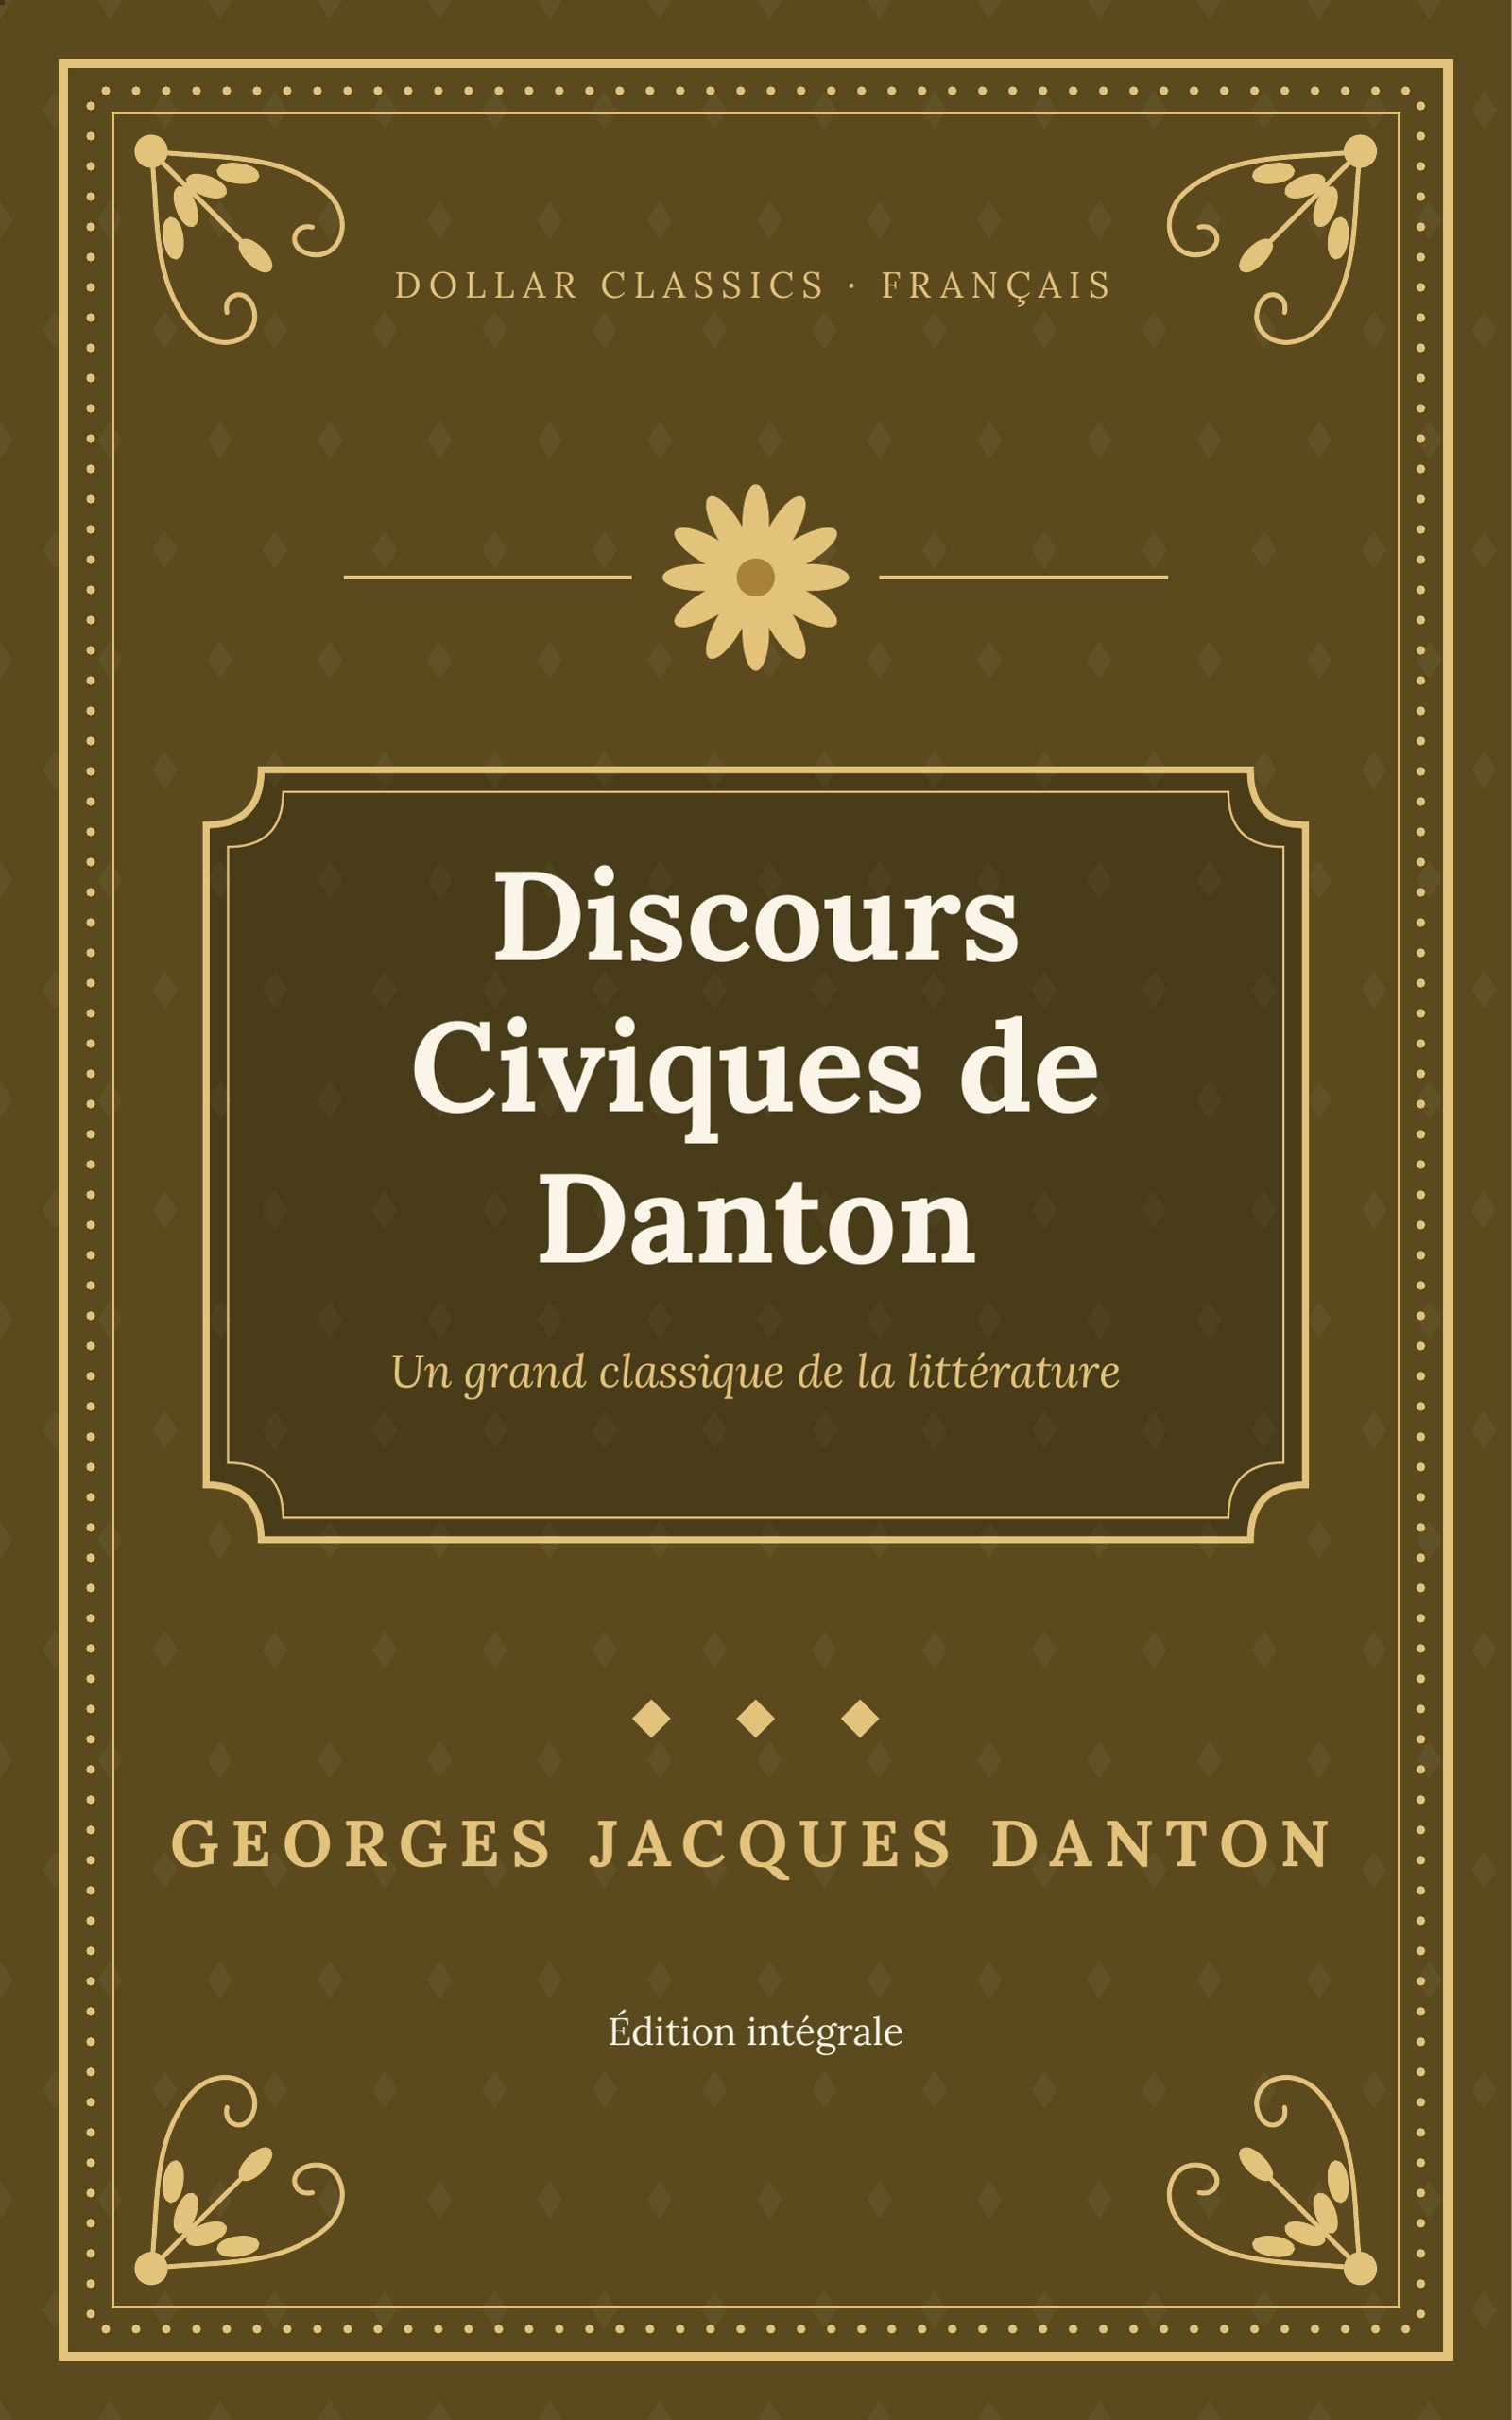 DOLLAR CLASSICS · FRANÇAIS
Discours
Civiques de
Danton
Un grand classique de la littérature
GEORGES JACQUES DANTON
Édition intégrale